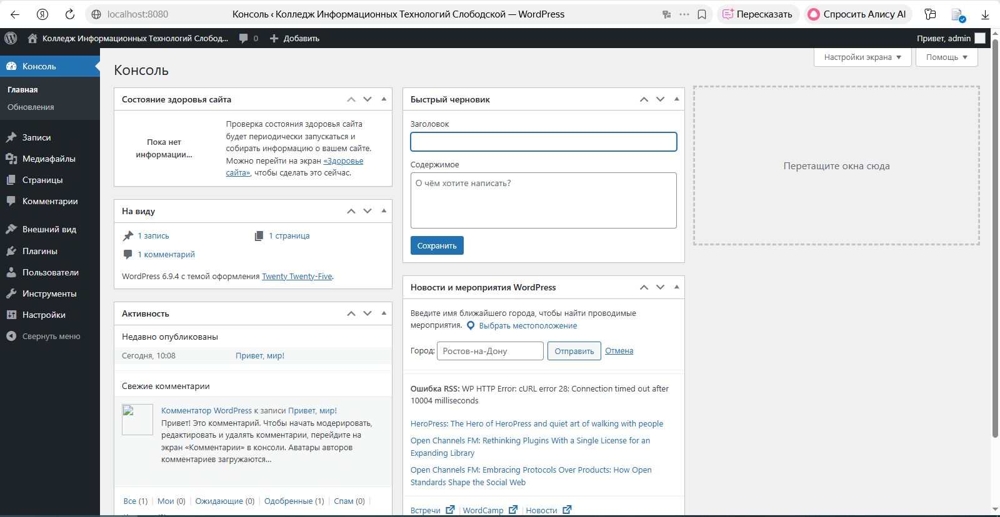 localhost:8080
Консоль ‹ Колледж Информационных Технологий Слободской — WordPress
Пересказать
Спросить Алису AI
Колледж Информационных Технологий Слобод...
0
Добавить
Привет, admin
Консоль
Главная
Обновления
Записи
Медиафайлы
Страницы
Комментарии
Внешний вид
Плагины
Пользователи
Инструменты
Настройки
Свернуть меню
Настройки экрана
Помощь
Консоль
Состояние здоровья сайта
Пока нет
информации...
Проверка состояния здоровья сайта
будет периодически запускаться и
собирать информацию о вашем сайте.
Можно перейти на экран «Здоровье
сайта», чтобы сделать это сейчас.
На виду
1 запись
1 страница
1 комментарий
WordPress 6.9.4 с темой оформления Twenty Twenty-Five.
Активность
Недавно опубликованы
Сегодня, 10:08
Привет, мир!
Свежие комментарии
Комментатор WordPress к записи Привет, мир!
Привет! Это комментарий. Чтобы начать модерировать,
редактировать и удалять комментарии, перейдите на
экран «Комментарии» в консоли. Аватары авторов
комментариев загружаются...
Все (1) | Мои (0) | Ожидающие (0) | Одобренные (1) | Спам (0) |
Быстрый черновик
Заголовок
Содержимое
О чём хотите написать?
Сохранить
Новости и мероприятия WordPress
Введите имя ближайшего города, чтобы найти проводимые
мероприятия. Выбрать местоположение
Город: Ростов-на-Дону Отправить Отмена
Ошибка RSS: WP HTTP Error: cURL error 28: Connection timed out after
10004 milliseconds
HeroPress: The Hero of HeroPress and quiet art of walking with people
Open Channels FM: Rethinking Plugins With a Single License for an
Expanding Library
Open Channels FM: Embracing Protocols Over Products: How Open
Standards Shape the Social Web
Встречи | WordCamp | Новости
Перетащите окна сюда